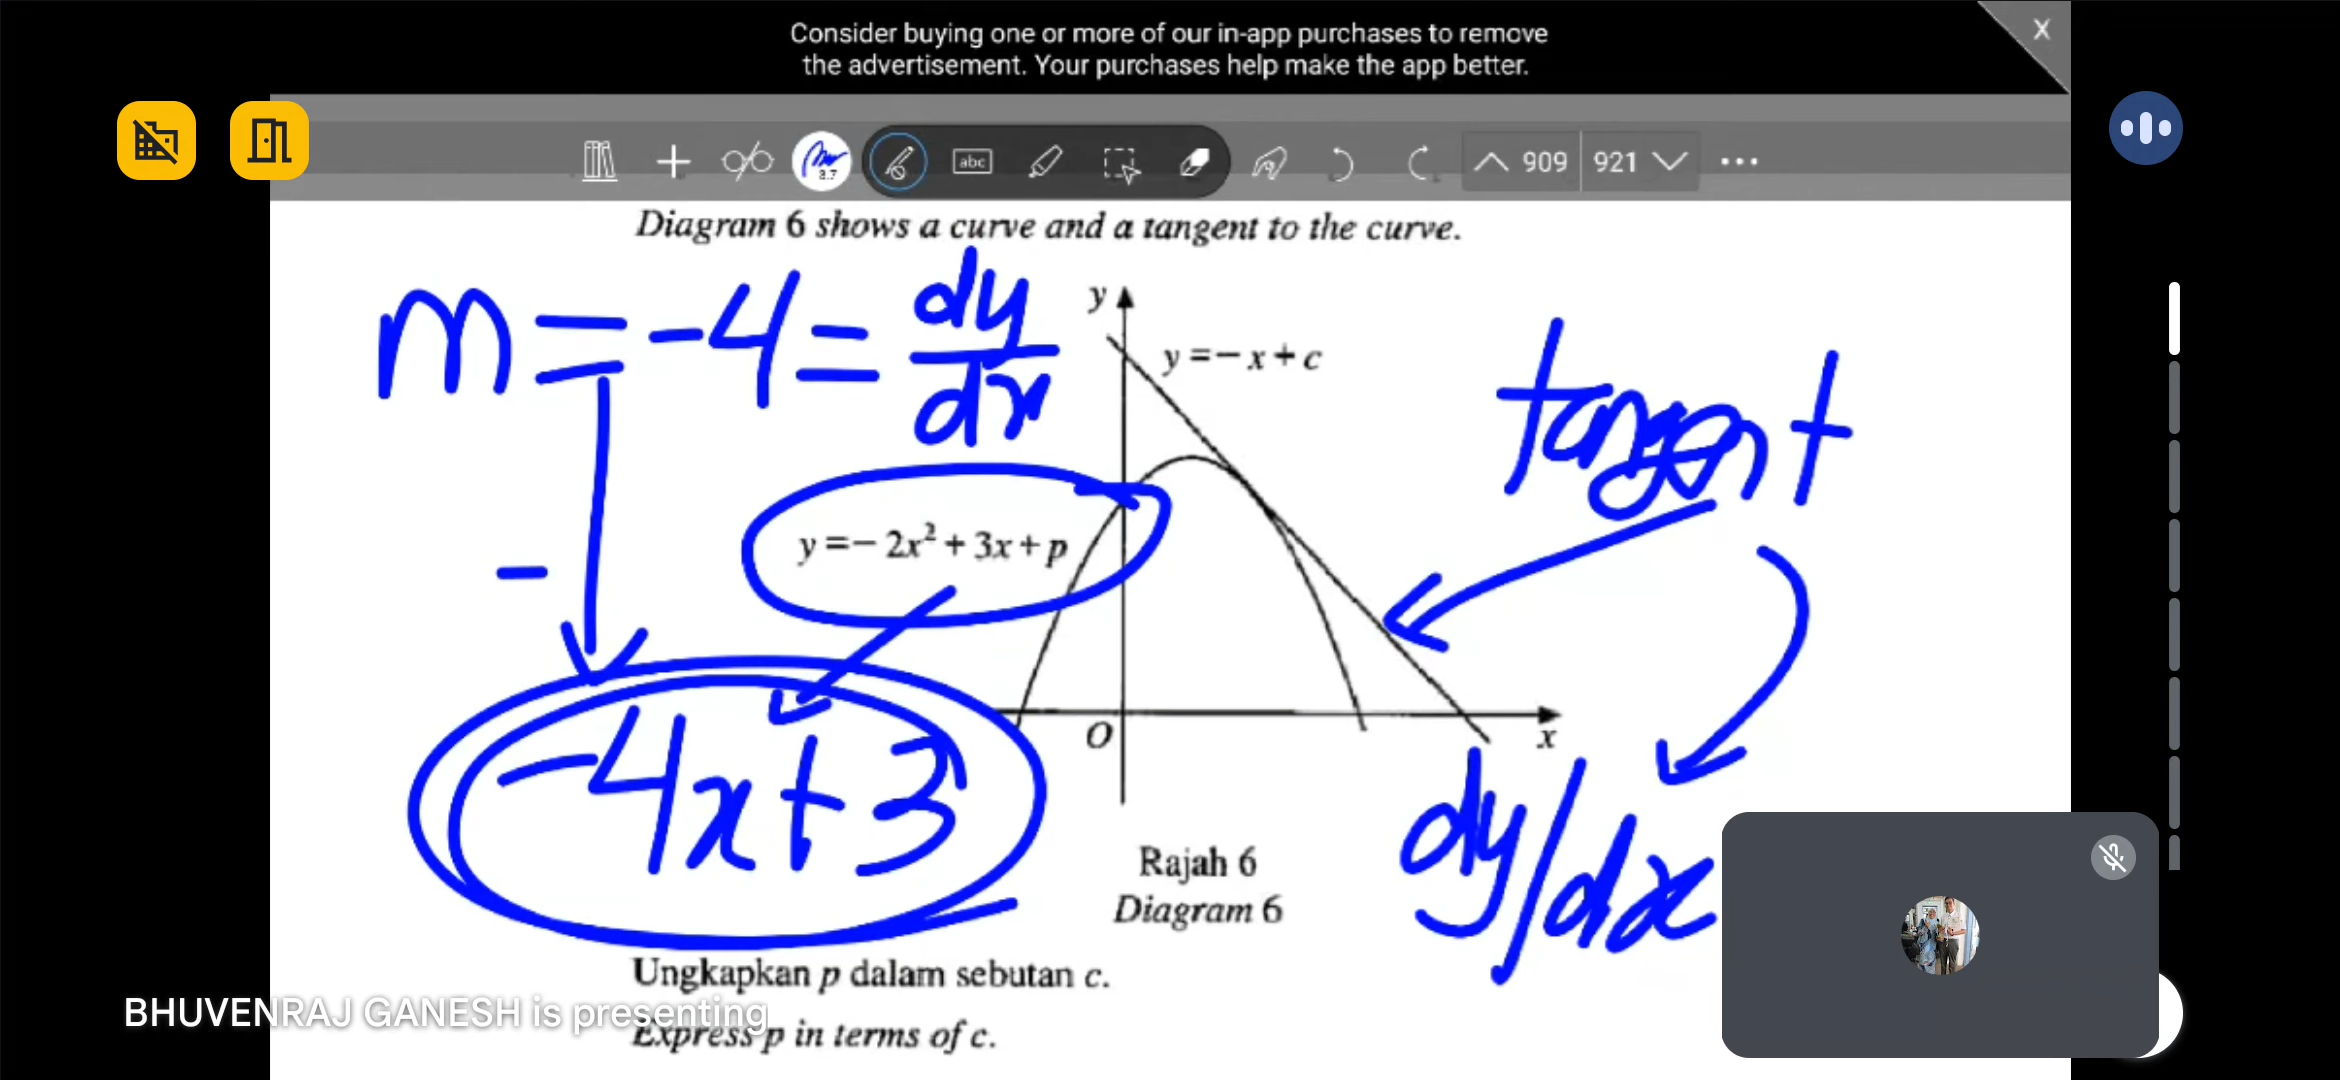 Consider buying one or more of our in-app purchases to remove
the advertisement. Your purchases help make the app better.
X
abc
3.7
909
921
Diagram 6 shows a curve and a tangent to the curve.
m = -4 = dy/dx
y
y = -x + c
tangent
y = -2x² + 3x + p
-
O
x
-4x+3
dy/dx
Rajah 6
Diagram 6
Ungkapkan p dalam sebutan c.
BHUVENRAJ GANESH is presenting
Express p in terms of c.